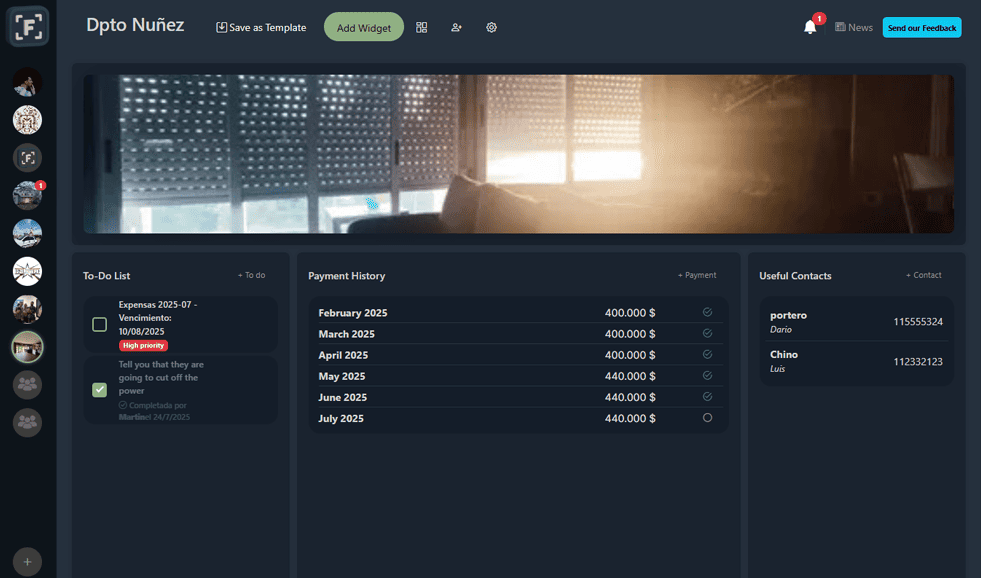 [F]
Dpto Nuñez
Save as Template
Add Widget
1
News
Send our Feedback
[F]
1
To-Do List
+ To do
Expensas 2025-07 -
Vencimiento:
10/08/2025
High priority
Tell you that they are
going to cut off the
power
Completada por
Martinel 24/7/2025
Payment History
+ Payment
February 2025 400.000 $
March 2025 400.000 $
April 2025 400.000 $
May 2025 440.000 $
June 2025 440.000 $
July 2025 440.000 $
Useful Contacts
+ Contact
portero
Dario
115555324
Chino
Luis
112332123
+